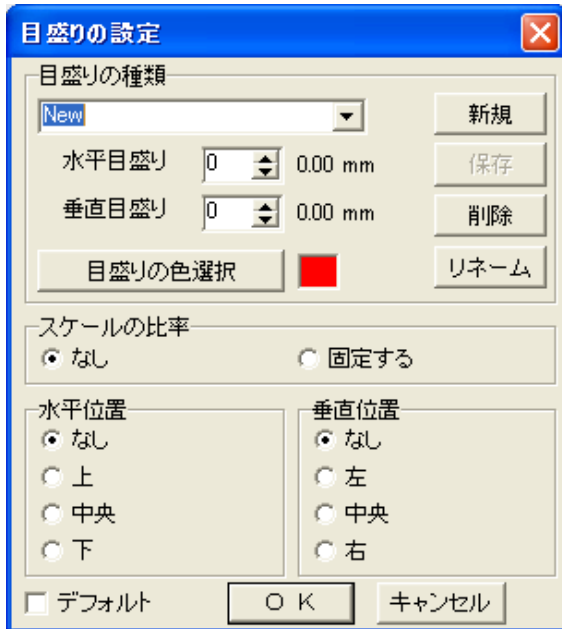 目盛りの設定
目盛りの種類
New
新規
水平目盛り 0 0.00 mm
保存
垂直目盛り 0 0.00 mm
削除
目盛りの色選択
リネーム
スケールの比率
なし 固定する
水平位置 垂直位置
なし なし
上 左
中央 中央
下 右
デフォルト ＯＫ キャンセル